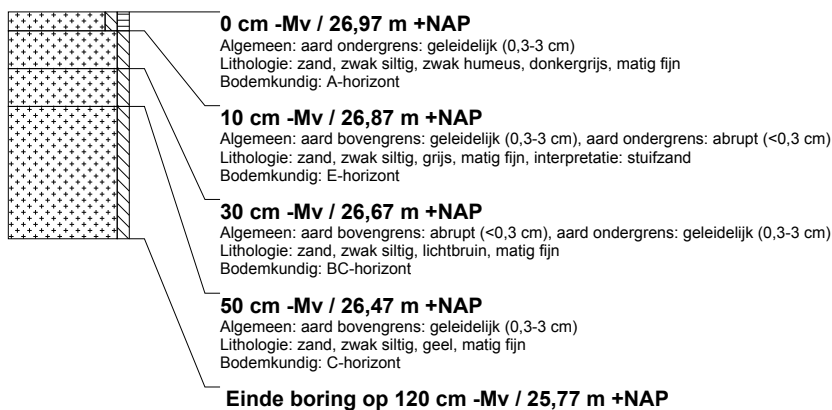 0 cm -Mv / 26,97 m +NAP
Algemeen: aard ondergrens: geleidelijk (0,3-3 cm)
Lithologie: zand, zwak siltig, zwak humeus, donkergrijs, matig fijn
Bodemkundig: A-horizont
10 cm -Mv / 26,87 m +NAP
Algemeen: aard bovengrens: geleidelijk (0,3-3 cm), aard ondergrens: abrupt (<0,3 cm)
Lithologie: zand, zwak siltig, grijs, matig fijn, interpretatie: stuifzand
Bodemkundig: E-horizont
30 cm -Mv / 26,67 m +NAP
Algemeen: aard bovengrens: abrupt (<0,3 cm), aard ondergrens: geleidelijk (0,3-3 cm)
Lithologie: zand, zwak siltig, lichtbruin, matig fijn
Bodemkundig: BC-horizont
50 cm -Mv / 26,47 m +NAP
Algemeen: aard bovengrens: geleidelijk (0,3-3 cm)
Lithologie: zand, zwak siltig, geel, matig fijn
Bodemkundig: C-horizont
Einde boring op 120 cm -Mv / 25,77 m +NAP